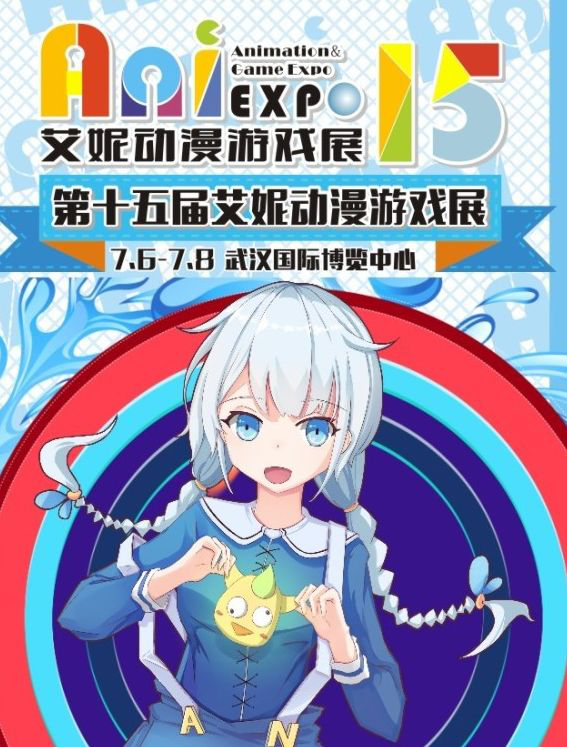 Ani
Animation&
Game Expo
EXPO
15
艾妮动漫游戏展
第十五届艾妮动漫游戏展
7.6-7.8 武汉国际博览中心
A N